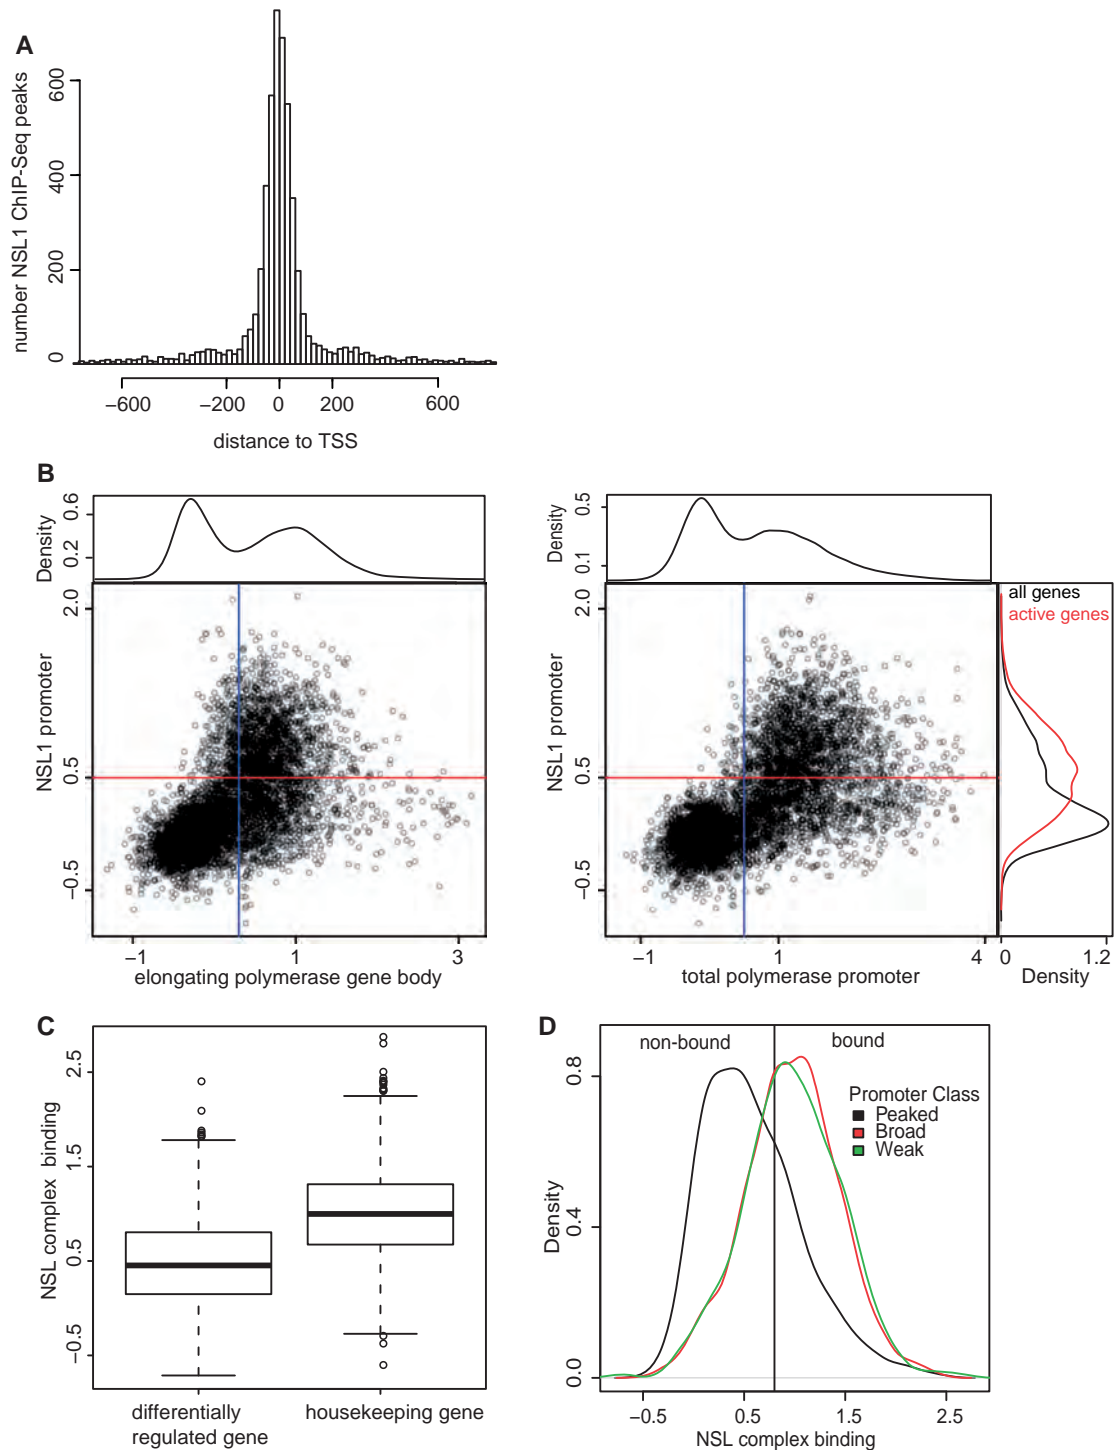 A
number NSL1 ChIP-Seq peaks
600
400
200
0
−600
−200
0
200
600
distance to TSS
B
Density
0.6
0.2
Density
0.5
0.1
NSL1 promoter
2.0
0.5
−0.5
−1
1
3
elongating polymerase gene body
NSL1 promoter
2.0
0.5
−0.5
−1
1
4
total polymerase promoter
all genes
active genes
0
1.2
Density
C
NSL complex binding
2.5
1.5
0.5
−0.5
differentially
regulated gene
housekeeping gene
D
non-bound
bound
Promoter Class
Peaked
Broad
Weak
Density
0.8
0.4
0.0
−0.5
0.5
1.5
2.5
NSL complex binding